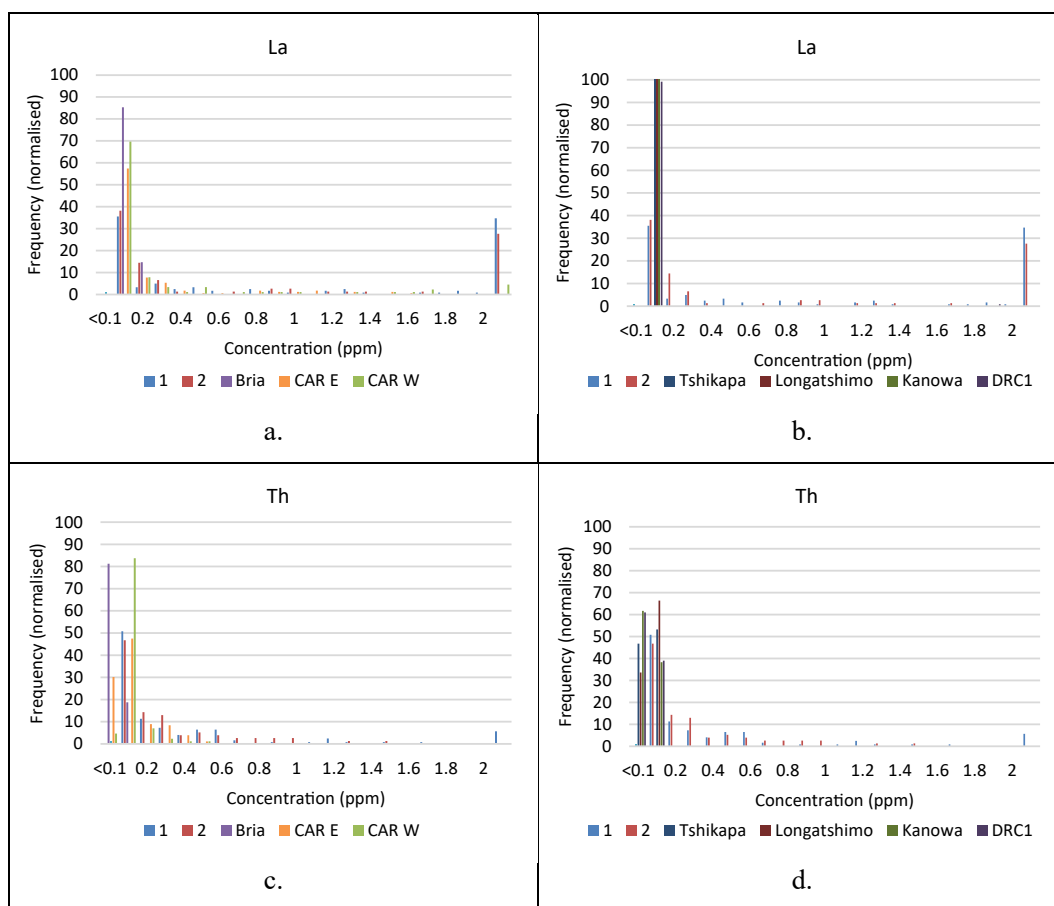 La
Frequency (normalised)
100
90
80
70
60
50
40
30
20
10
0
<0.1 0.2 0.4 0.6 0.8 1 1.2 1.4 1.6 1.8 2
Concentration (ppm)
1 2 Bria CAR E CAR W
a.
La
Frequency (normalised)
100
90
80
70
60
50
40
30
20
10
0
<0.1 0.2 0.4 0.6 0.8 1 1.2 1.4 1.6 1.8 2
Concentration (ppm)
1 2 Tshikapa Longatshimo Kanowa DRC1
b.
Th
Frequency (normalised)
100
90
80
70
60
50
40
30
20
10
0
<0.1 0.2 0.4 0.6 0.8 1 1.2 1.4 1.6 1.8 2
Concentration (ppm)
1 2 Bria CAR E CAR W
c.
Th
Frequency (normalised)
100
90
80
70
60
50
40
30
20
10
0
<0.1 0.2 0.4 0.6 0.8 1 1.2 1.4 1.6 1.8 2
Concentration (ppm)
1 2 Tshikapa Longatshimo Kanowa DRC1
d.